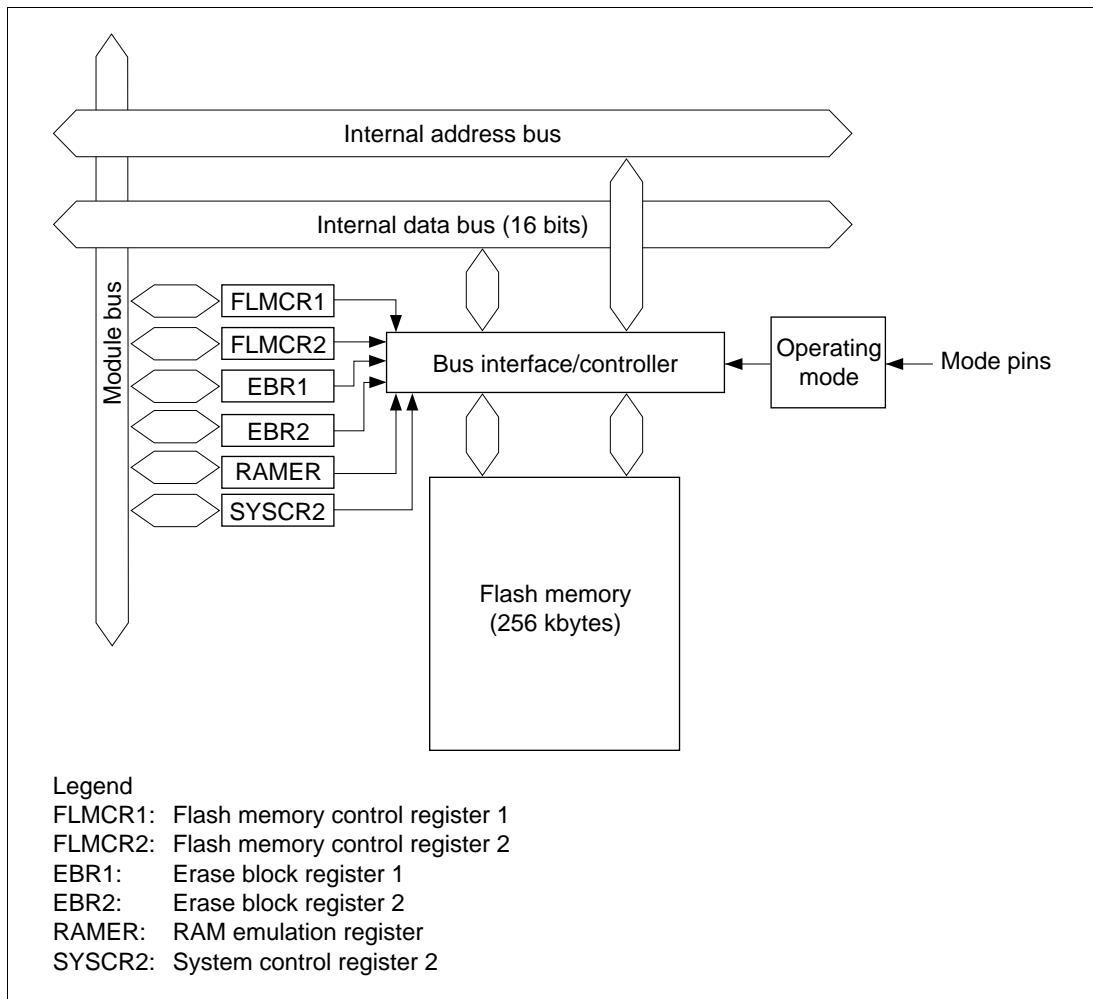 Internal address bus
Internal data bus (16 bits)
Module bus
FLMCR1
FLMCR2
EBR1
EBR2
RAMER
SYSCR2
Bus interface/controller
Operating
mode
Mode pins
Flash memory
(256 kbytes)
Legend
FLMCR1: Flash memory control register 1
FLMCR2: Flash memory control register 2
EBR1: Erase block register 1
EBR2: Erase block register 2
RAMER: RAM emulation register
SYSCR2: System control register 2